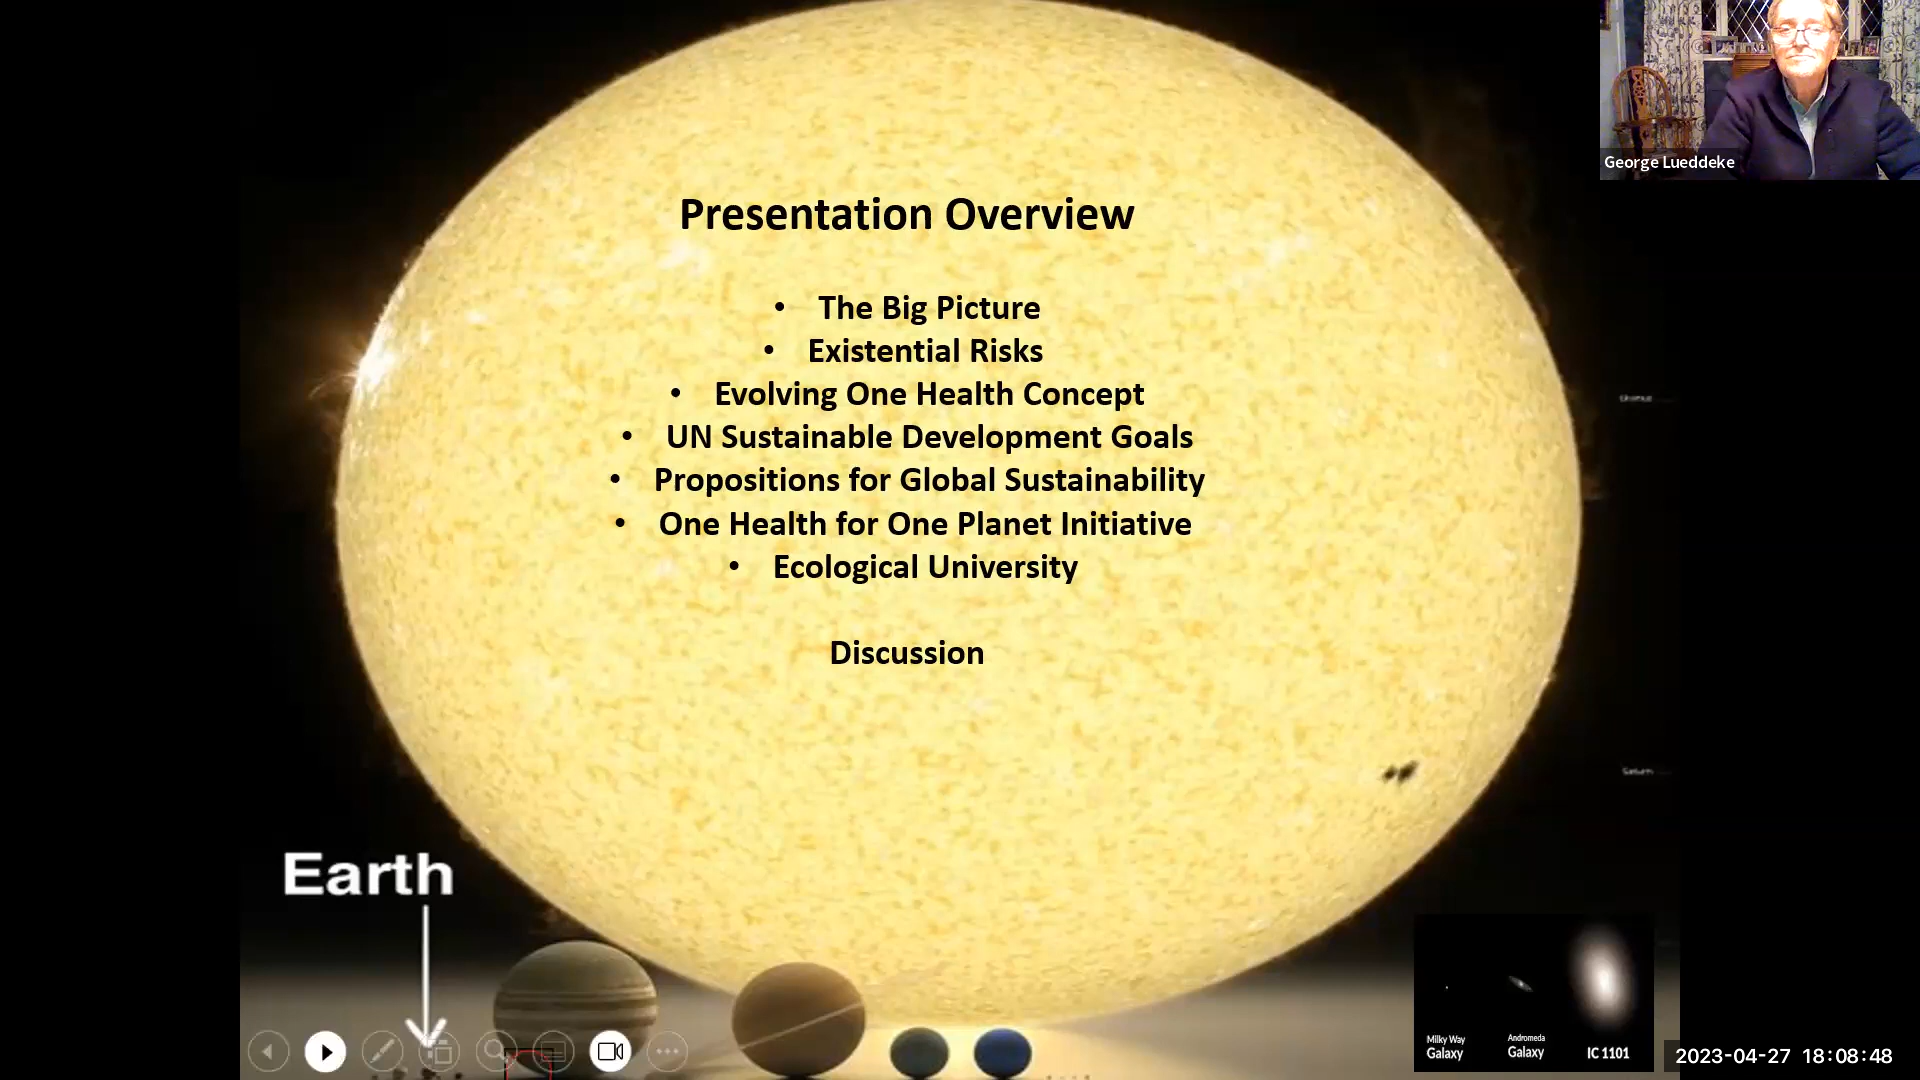 George Lueddeke
Presentation Overview
• The Big Picture
• Existential Risks
• Evolving One Health Concept
• UN Sustainable Development Goals
• Propositions for Global Sustainability
• One Health for One Planet Initiative
• Ecological University
Discussion
Saturn
Earth
Milky Way
Galaxy
Andromeda
Galaxy
IC 1101
2023-04-27 18:08:48